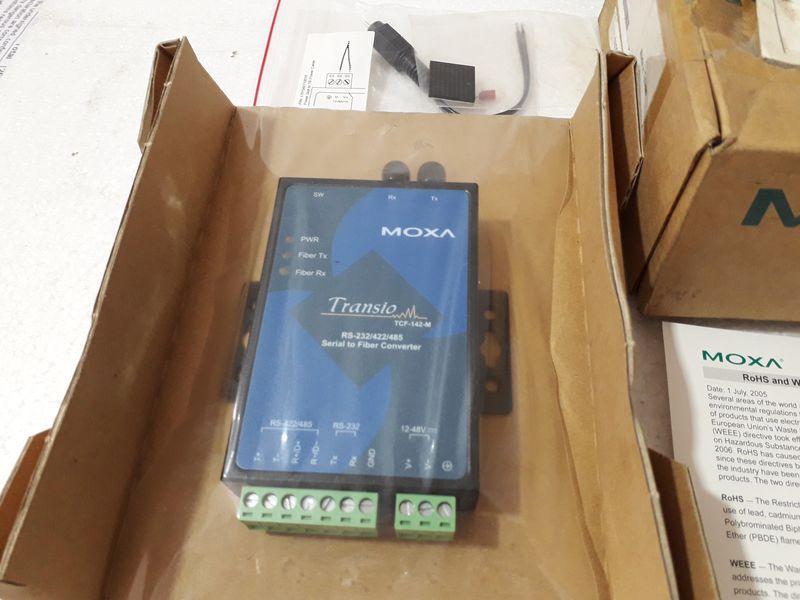 SW
Rx
Tx
MOXA
PWR
Fiber Tx
Fiber Rx
Transio
TCF-142-M
RS-232/422/485
Serial to Fiber Converter
RS-422/485
RS-232
12-48V
T+
T-
R+/D+
R-/D-
Tx
Rx
GND
V+
V-
MOXA
RoHS and W
Date: 1 July, 2005
Several areas of the world
environmental regulations
of products that use elect
European Union's Waste
(WEEE) directive took eff
on Hazardous Substance
2006. RoHS has caused
since these directives b
the industry have been
products. The two dire
RoHS — The Restrict
use of lead, cadmiu
Polybrominated Biph
Ether (PBDE) flame
WEEE — The Wa
addresses the pr
products. The di